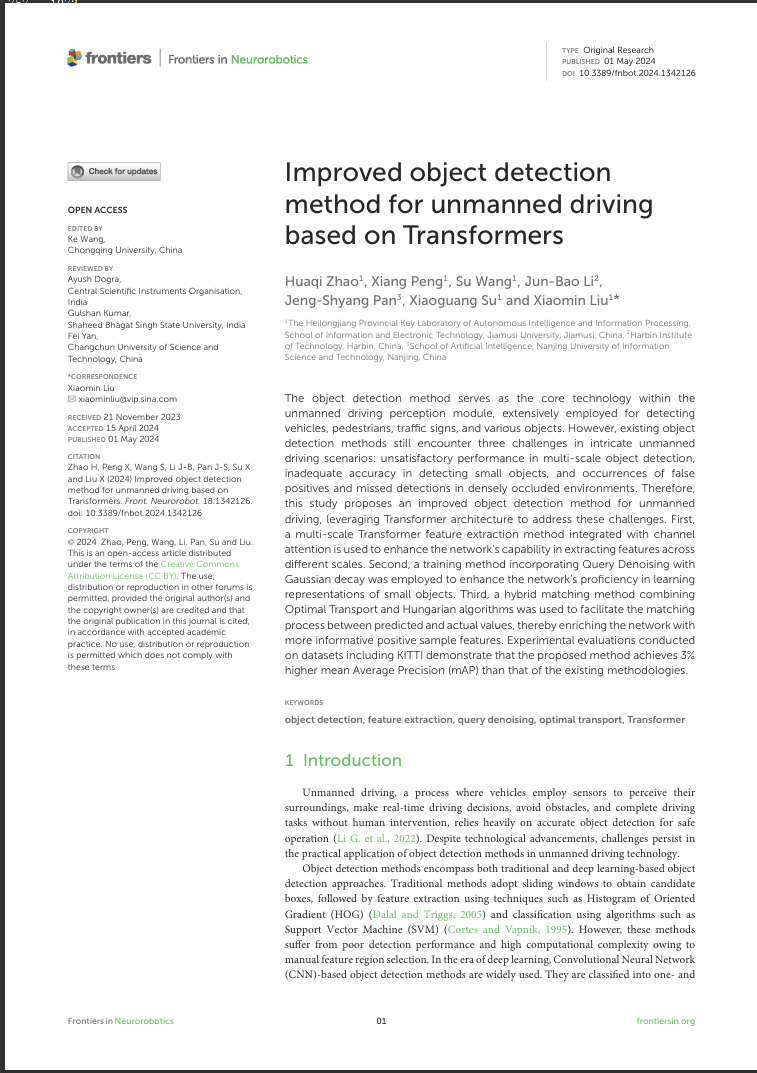 frontiers | Frontiers in Neurorobotics
TYPE Original Research
PUBLISHED 01 May 2024
DOI 10.3389/fnbot.2024.1342126
Check for updates
OPEN ACCESS
EDITED BY
Ke Wang,
Chongqing University, China
REVIEWED BY
Ayush Dogra,
Central Scientific Instruments Organisation,
India
Gulshan Kumar,
Shaheed Bhagat Singh State University, India
Fei Yan,
Changchun University of Science and
Technology, China
*CORRESPONDENCE
Xiaomin Liu
✉ xiaominliu@vip.sina.com
RECEIVED 21 November 2023
ACCEPTED 15 April 2024
PUBLISHED 01 May 2024
CITATION
Zhao H, Peng X, Wang S, Li J-B, Pan J-S, Su X
and Liu X (2024) Improved object detection
method for unmanned driving based on
Transformers. Front. Neurorobot. 18:1342126.
doi: 10.3389/fnbot.2024.1342126
COPYRIGHT
© 2024 Zhao, Peng, Wang, Li, Pan, Su and Liu.
This is an open-access article distributed
under the terms of the Creative Commons
Attribution License (CC BY). The use,
distribution or reproduction in other forums is
permitted, provided the original author(s) and
the copyright owner(s) are credited and that
the original publication in this journal is cited,
in accordance with accepted academic
practice. No use, distribution or reproduction
is permitted which does not comply with
these terms.
Improved object detection
method for unmanned driving
based on Transformers
Huaqi Zhao¹, Xiang Peng¹, Su Wang¹, Jun-Bao Li²,
Jeng-Shyang Pan³, Xiaoguang Su¹ and Xiaomin Liu¹*
¹The Heilongjiang Provincial Key Laboratory of Autonomous Intelligence and Information Processing,
School of Information and Electronic Technology, Jiamusi University, Jiamusi, China, ²Harbin Institute
of Technology, Harbin, China, ³School of Artificial Intelligence, Nanjing University of Information
Science and Technology, Nanjing, China
The object detection method serves as the core technology within the
unmanned driving perception module, extensively employed for detecting
vehicles, pedestrians, traffic signs, and various objects. However, existing object
detection methods still encounter three challenges in intricate unmanned
driving scenarios: unsatisfactory performance in multi-scale object detection,
inadequate accuracy in detecting small objects, and occurrences of false
positives and missed detections in densely occluded environments. Therefore,
this study proposes an improved object detection method for unmanned
driving, leveraging Transformer architecture to address these challenges. First,
a multi-scale Transformer feature extraction method integrated with channel
attention is used to enhance the network's capability in extracting features across
different scales. Second, a training method incorporating Query Denoising with
Gaussian decay was employed to enhance the network's proficiency in learning
representations of small objects. Third, a hybrid matching method combining
Optimal Transport and Hungarian algorithms was used to facilitate the matching
process between predicted and actual values, thereby enriching the network with
more informative positive sample features. Experimental evaluations conducted
on datasets including KITTI demonstrate that the proposed method achieves 3%
higher mean Average Precision (mAP) than that of the existing methodologies.
KEYWORDS
object detection, feature extraction, query denoising, optimal transport, Transformer
1 Introduction
Unmanned driving, a process where vehicles employ sensors to perceive their
surroundings, make real-time driving decisions, avoid obstacles, and complete driving
tasks without human intervention, relies heavily on accurate object detection for safe
operation (Li G. et al., 2022). Despite technological advancements, challenges persist in
the practical application of object detection methods in unmanned driving technology.
Object detection methods encompass both traditional and deep learning-based object
detection approaches. Traditional methods adopt sliding windows to obtain candidate
boxes, followed by feature extraction using techniques such as Histogram of Oriented
Gradient (HOG) (Dalal and Triggs, 2005) and classification using algorithms such as
Support Vector Machine (SVM) (Cortes and Vapnik, 1995). However, these methods
suffer from poor detection performance and high computational complexity owing to
manual feature region selection. In the era of deep learning, Convolutional Neural Network
(CNN)-based object detection methods are widely used. They are classified into one- and
Frontiers in Neurorobotics
01
frontiersin.org